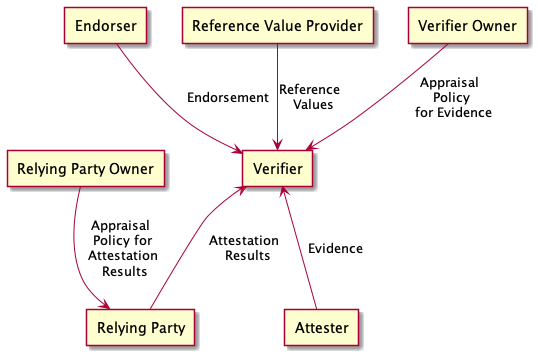 Endorser
Reference Value Provider
Verifier Owner
Endorsement
Reference
Values
Appraisal
Policy
for Evidence
Relying Party Owner
Verifier
Appraisal
Policy for
Attestation
Results
Attestation
Results
Evidence
Relying Party
Attester